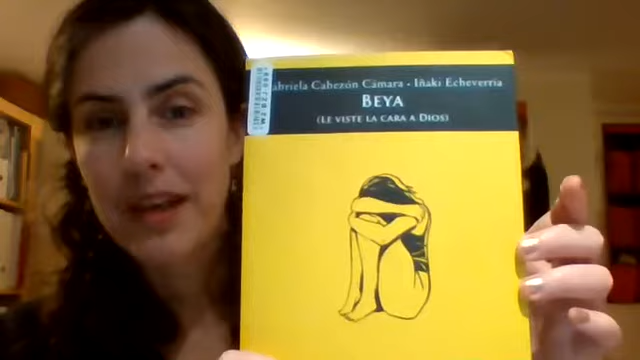 abriela Cabezón Cámara · Iñaki Echeverría
BEYA
(LE VISTE LA CARA A DIOS)